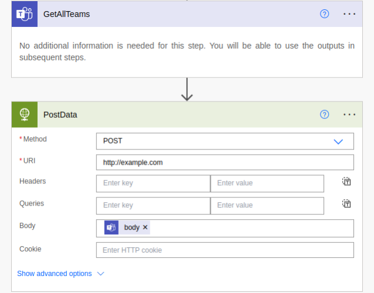 GetAllTeams
No additional information is needed for this step. You will be able to use the outputs in
subsequent steps.
PostData
* Method
POST
* URI
http://example.com
Headers
Enter key
Enter value
Queries
Enter key
Enter value
Body
body
Cookie
Enter HTTP cookie
Show advanced options